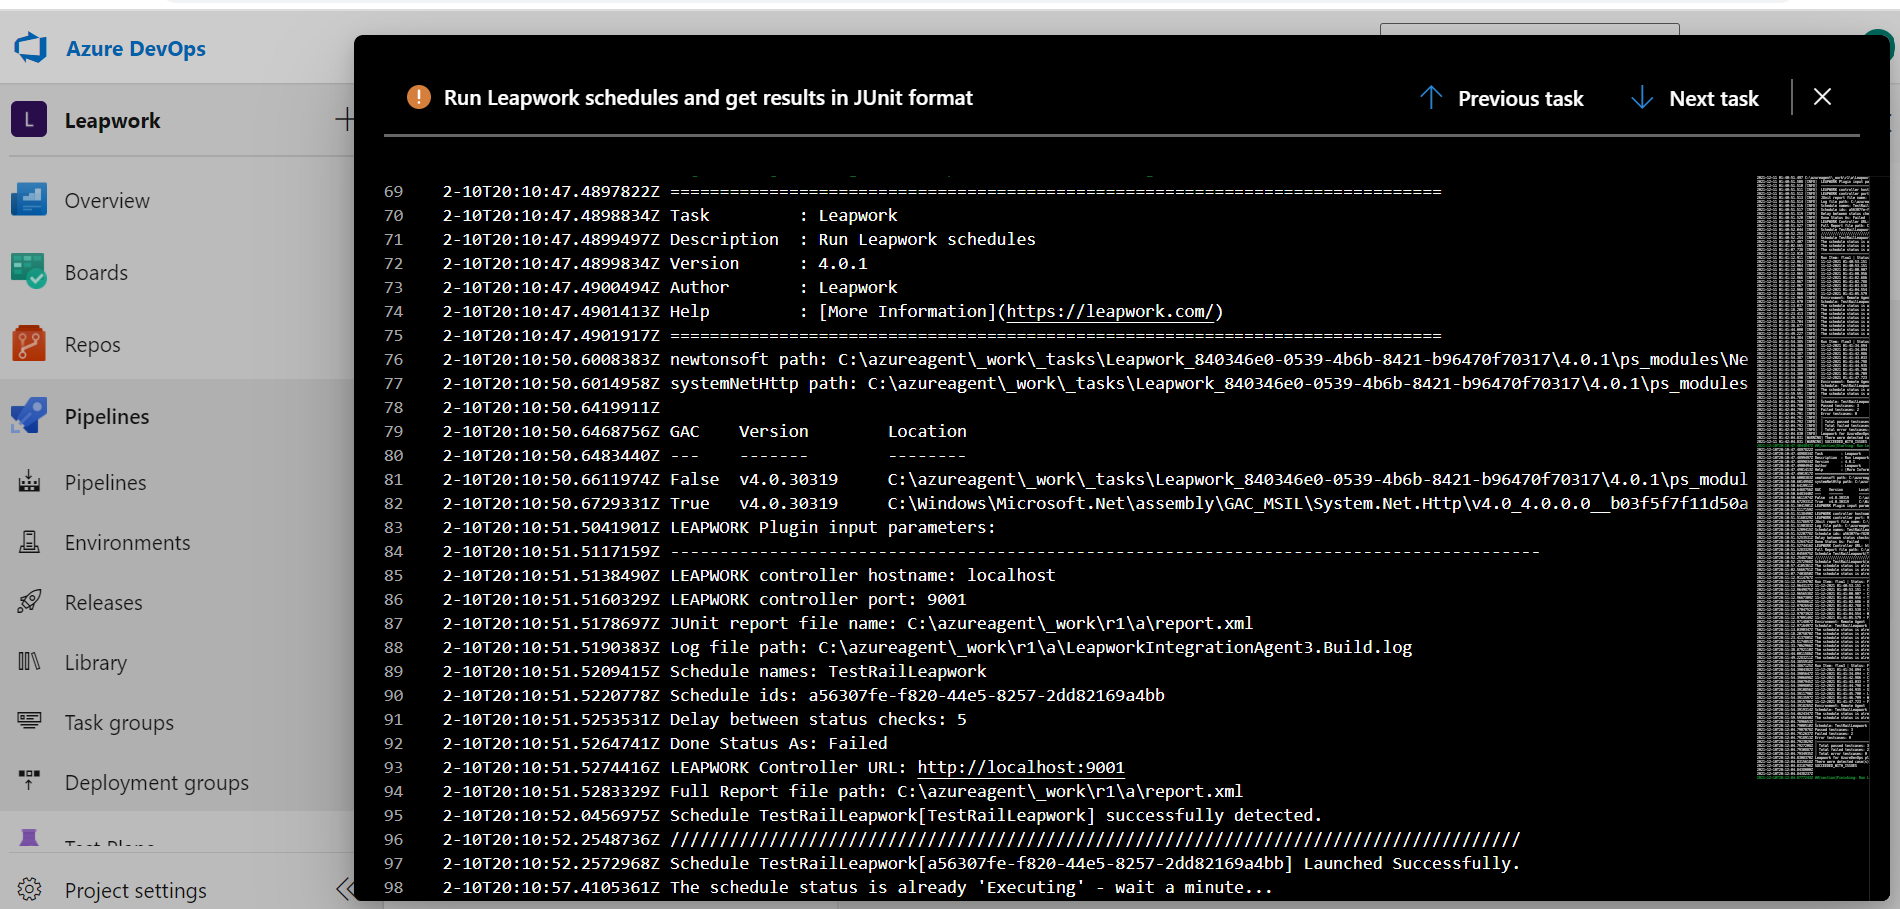 Azure DevOps
L Leapwork +
Overview
Boards
Repos
Pipelines
Pipelines
Environments
Releases
Library
Task groups
Deployment groups
Test Plans
Project settings
Run Leapwork schedules and get results in JUnit format
Previous task
Next task
69 2-10T20:10:47.4897822Z ==============================================================================
70 2-10T20:10:47.4898834Z Task         : Leapwork
71 2-10T20:10:47.4899497Z Description  : Run Leapwork schedules
72 2-10T20:10:47.4899834Z Version      : 4.0.1
73 2-10T20:10:47.4900494Z Author       : Leapwork
74 2-10T20:10:47.4901413Z Help         : [More Information](https://leapwork.com/)
75 2-10T20:10:47.4901917Z ==============================================================================
76 2-10T20:10:50.6008383Z newtonsoft path: C:\azureagent\_work\_tasks\Leapwork_840346e0-0539-4b6b-8421-b96470f70317\4.0.1\ps_modules\Ne
77 2-10T20:10:50.6014958Z systemNetHttp path: C:\azureagent\_work\_tasks\Leapwork_840346e0-0539-4b6b-8421-b96470f70317\4.0.1\ps_modules
78 2-10T20:10:50.6419911Z
79 2-10T20:10:50.6468756Z GAC    Version        Location
80 2-10T20:10:50.6483440Z ---    -------        --------
81 2-10T20:10:50.6611974Z False  v4.0.30319     C:\azureagent\_work\_tasks\Leapwork_840346e0-0539-4b6b-8421-b96470f70317\4.0.1\ps_modul
82 2-10T20:10:50.6729331Z True   v4.0.30319     C:\Windows\Microsoft.Net\assembly\GAC_MSIL\System.Net.Http\v4.0_4.0.0.0__b03f5f7f11d50a
83 2-10T20:10:51.5041901Z LEAPWORK Plugin input parameters:
84 2-10T20:10:51.5117159Z ----------------------------------------------------------------------------------------
85 2-10T20:10:51.5138490Z LEAPWORK controller hostname: localhost
86 2-10T20:10:51.5160329Z LEAPWORK controller port: 9001
87 2-10T20:10:51.5178697Z JUnit report file name: C:\azureagent\_work\r1\a\report.xml
88 2-10T20:10:51.5190383Z Log file path: C:\azureagent\_work\r1\a\LeapworkIntegrationAgent3.Build.log
89 2-10T20:10:51.5209415Z Schedule names: TestRailLeapwork
90 2-10T20:10:51.5220778Z Schedule ids: a56307fe-f820-44e5-8257-2dd82169a4bb
91 2-10T20:10:51.5253531Z Delay between status checks: 5
92 2-10T20:10:51.5264741Z Done Status As: Failed
93 2-10T20:10:51.5274416Z LEAPWORK Controller URL: http://localhost:9001
94 2-10T20:10:51.5283329Z Full Report file path: C:\azureagent\_work\r1\a\report.xml
95 2-10T20:10:52.0456975Z Schedule TestRailLeapwork[TestRailLeapwork] successfully detected.
96 2-10T20:10:52.2548736Z //////////////////////////////////////////////////////////////////////////////////////
97 2-10T20:10:52.2572968Z Schedule TestRailLeapwork[a56307fe-f820-44e5-8257-2dd82169a4bb] Launched Successfully.
98 2-10T20:10:57.4105361Z The schedule status is already 'Executing' - wait a minute...